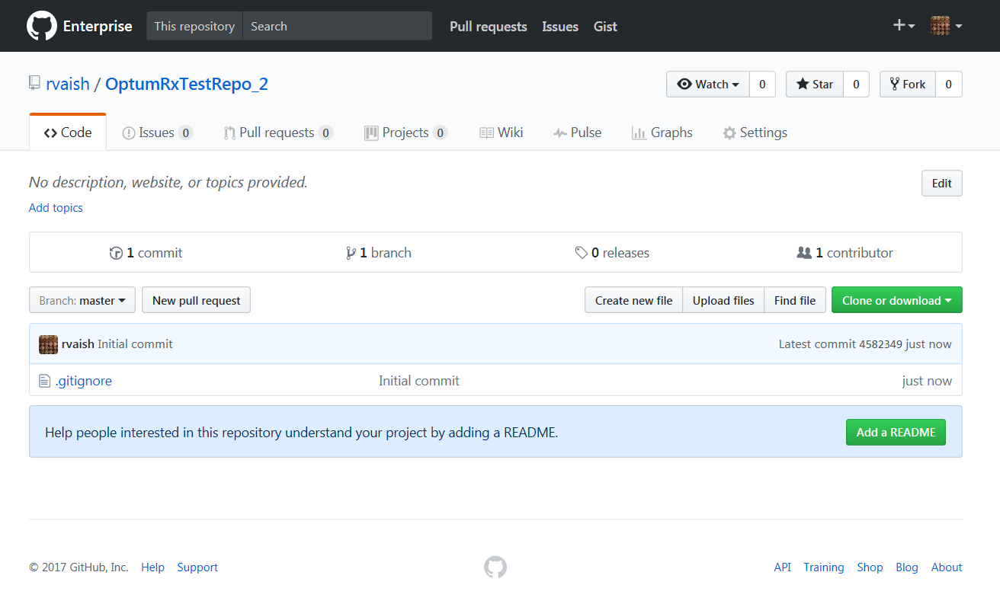 Enterprise This repository Search Pull requests Issues Gist
rvaish / OptumRxTestRepo_2 Watch 0 Star 0 Fork 0
Code Issues 0 Pull requests 0 Projects 0 Wiki Pulse Graphs Settings
No description, website, or topics provided. Edit
Add topics
1 commit 1 branch 0 releases 1 contributor
Branch: master New pull request Create new file Upload files Find file Clone or download
rvaish Initial commit Latest commit 4582349 just now
.gitignore Initial commit just now
Help people interested in this repository understand your project by adding a README. Add a README
© 2017 GitHub, Inc. Help Support API Training Shop Blog About